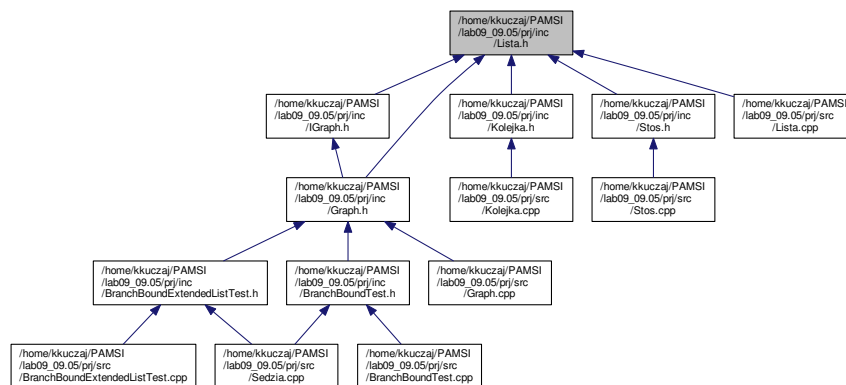 /home/kkuczaj/PAMSI
/lab09_09.05/prj/inc
/Lista.h
/home/kkuczaj/PAMSI
/lab09_09.05/prj/inc
/IGraph.h
/home/kkuczaj/PAMSI
/lab09_09.05/prj/inc
/Kolejka.h
/home/kkuczaj/PAMSI
/lab09_09.05/prj/inc
/Stos.h
/home/kkuczaj/PAMSI
/lab09_09.05/prj/src
/Lista.cpp
/home/kkuczaj/PAMSI
/lab09_09.05/prj/inc
/Graph.h
/home/kkuczaj/PAMSI
/lab09_09.05/prj/src
/Kolejka.cpp
/home/kkuczaj/PAMSI
/lab09_09.05/prj/src
/Stos.cpp
/home/kkuczaj/PAMSI
/lab09_09.05/prj/inc
/BranchBoundExtendedListTest.h
/home/kkuczaj/PAMSI
/lab09_09.05/prj/inc
/BranchBoundTest.h
/home/kkuczaj/PAMSI
/lab09_09.05/prj/src
/Graph.cpp
/home/kkuczaj/PAMSI
/lab09_09.05/prj/src
/BranchBoundExtendedListTest.cpp
/home/kkuczaj/PAMSI
/lab09_09.05/prj/src
/Sedzia.cpp
/home/kkuczaj/PAMSI
/lab09_09.05/prj/src
/BranchBoundTest.cpp